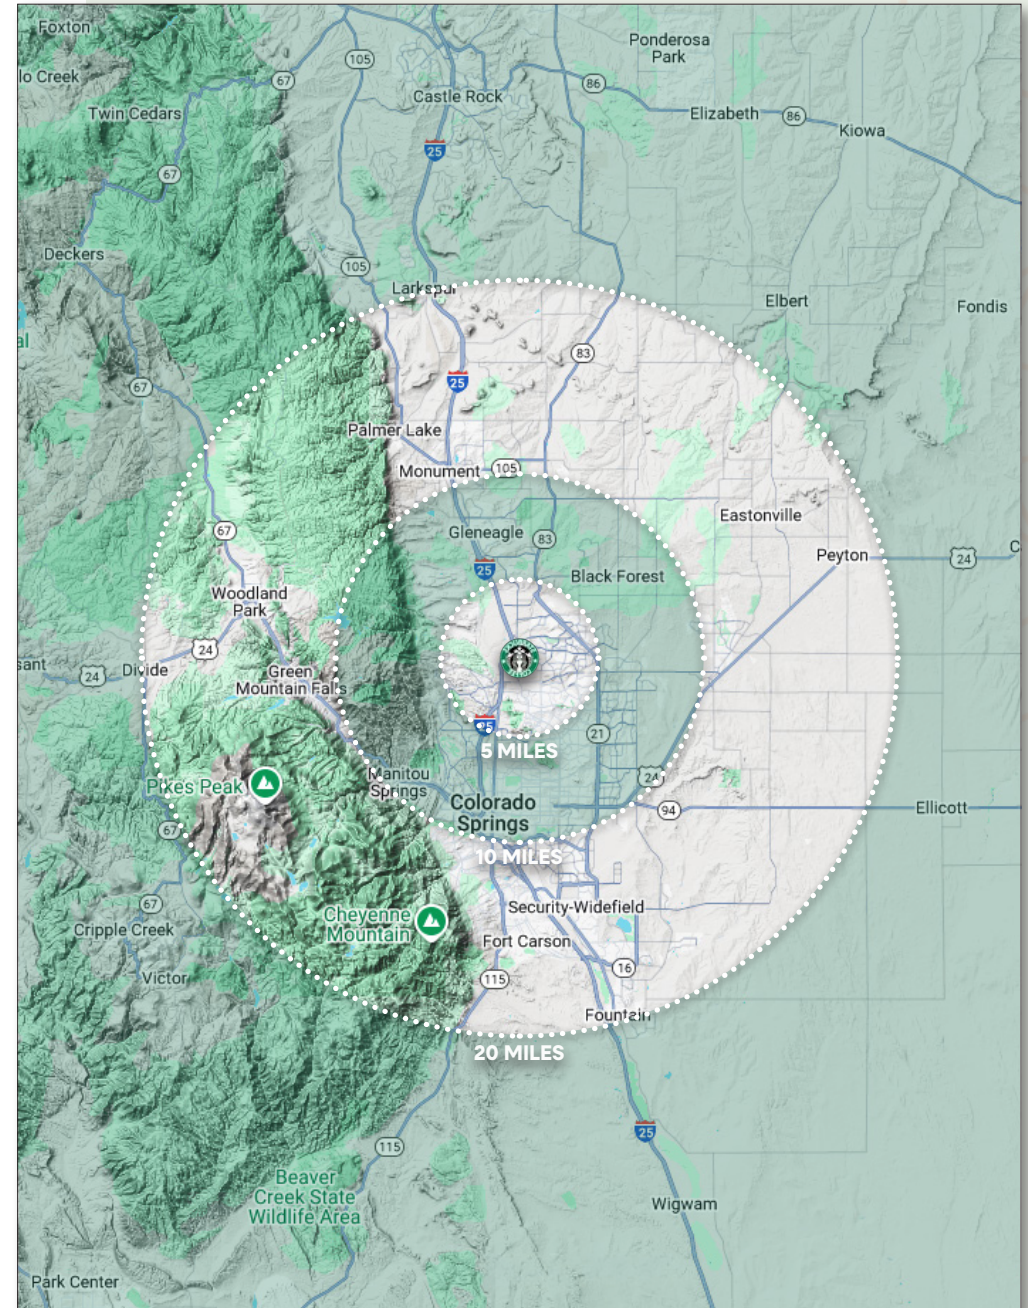 Foxton
Ponderosa
Park
105
lo Creek
67
86
Castle Rock
Twin Cedars
Elizabeth
86
Kiowa
25
67
Deckers
105
Larkspur
Elbert
Fondis
al
83
25
67
Palmer Lake
Monument
105
Eastonville
67
Gleneagle
83
Peyton
24
C
25
Black Forest
Woodland
Park
24
sant
24
Divide
Green
Mountain Falls
25
21
5 MILES
Manitou
Springs
24
Pikes Peak
Colorado
Springs
94
Ellicott
67
10 MILES
67
Cheyenne
Mountain
Security-Widefield
Cripple Creek
Fort Carson
Victor
115
16
Fountain
20 MILES
25
115
Beaver
Creek State
Wildlife Area
Wigwam
Park Center